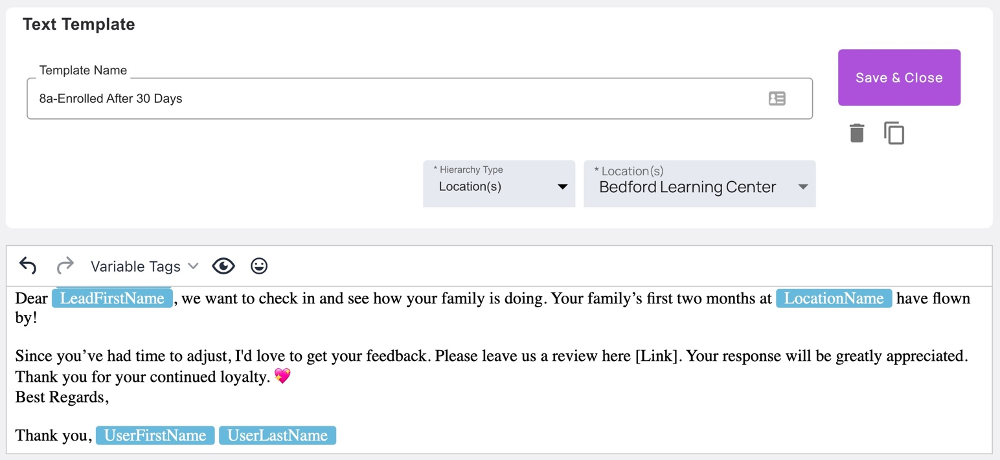 Text Template
Template Name
8a-Enrolled After 30 Days
Save & Close
* Hierarchy Type
Location(s)
* Location(s)
Bedford Learning Center
Variable Tags
Dear LeadFirstName , we want to check in and see how your family is doing. Your family’s first two months at LocationName have flown
by!
Since you’ve had time to adjust, I'd love to get your feedback. Please leave us a review here [Link]. Your response will be greatly appreciated.
Thank you for your continued loyalty. 💖
Best Regards,
Thank you, UserFirstName UserLastName